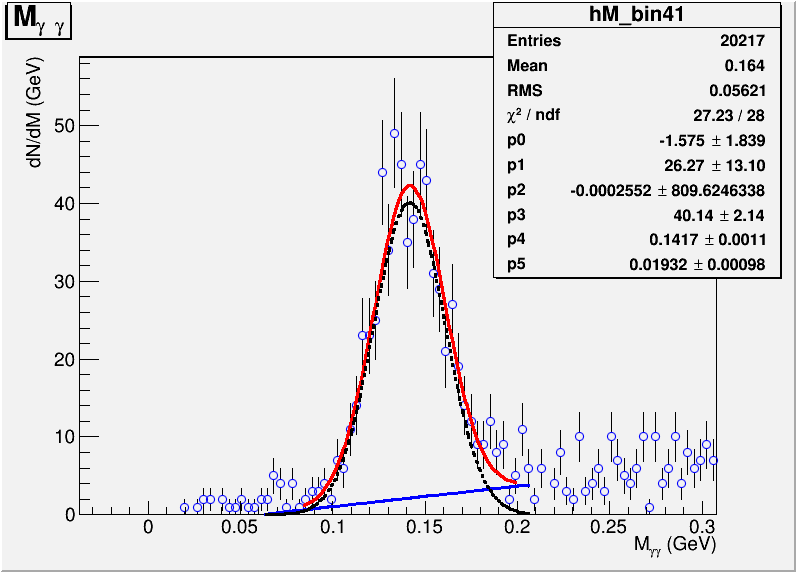 M γ γ
hM_bin41
Entries 20217
Mean 0.164
RMS 0.05621
χ² / ndf 27.23 / 28
p0 -1.575 ± 1.839
p1 26.27 ± 13.10
p2 -0.0002552 ± 809.6246338
p3 40.14 ± 2.14
p4 0.1417 ± 0.0011
p5 0.01932 ± 0.00098
dN/dM (GeV)
50
40
30
20
10
0
0 0.05 0.1 0.15 0.2 0.25 0.3
Mγγ (GeV)